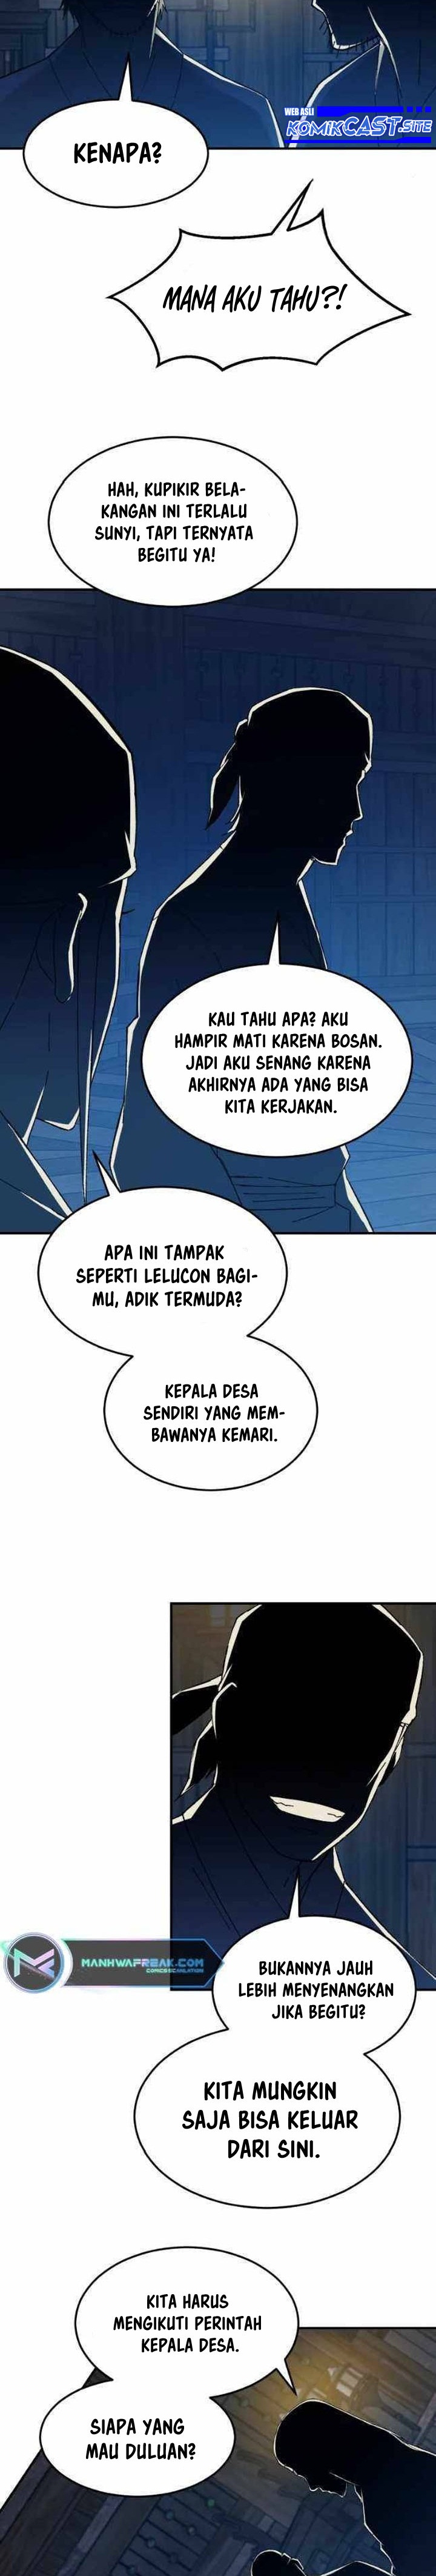 WEB ASLI
KOMIKCAST.SITE
KENAPA?
MANA AKU TAHU?!
HAH, KUPIKIR BELA-
KANGAN INI TERLALU
SUNYI, TAPI TERNYATA
BEGITU YA!
KAU TAHU APA? AKU
HAMPIR MATI KARENA BOSAN.
JADI AKU SENANG KARENA
AKHIRNYA ADA YANG BISA
KITA KERJAKAN.
APA INI TAMPAK
SEPERTI LELUCON BAGI-
MU, ADIK TERMUDA?
KEPALA DESA
SENDIRI YANG MEM-
BAWANYA KEMARI.
MANHWAFREAK.COM
COMICS SCANLATION
BUKANNYA JAUH
LEBIH MENYENANGKAN
JIKA BEGITU?
KITA MUNGKIN
SAJA BISA KELUAR
DARI SINI.
KITA HARUS
MENGIKUTI PERINTAH
KEPALA DESA.
SIAPA YANG
MAU DULUAN?